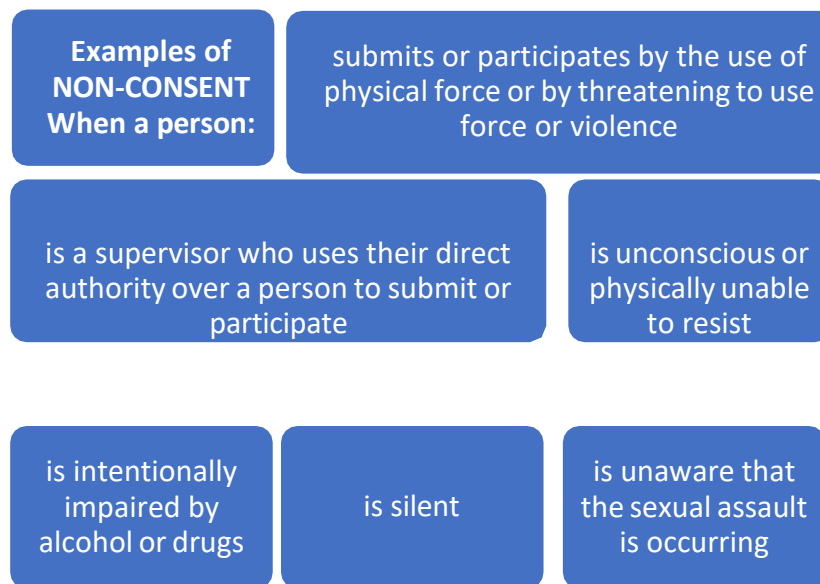 Examples of
NON-CONSENT
When a person:
submits or participates by the use of
physical force or by threatening to use
force or violence
is a supervisor who uses their direct
authority over a person to submit or
participate
is unconscious or
physically unable
to resist
is intentionally
impaired by
alcohol or drugs
is silent
is unaware that
the sexual assault
is occurring